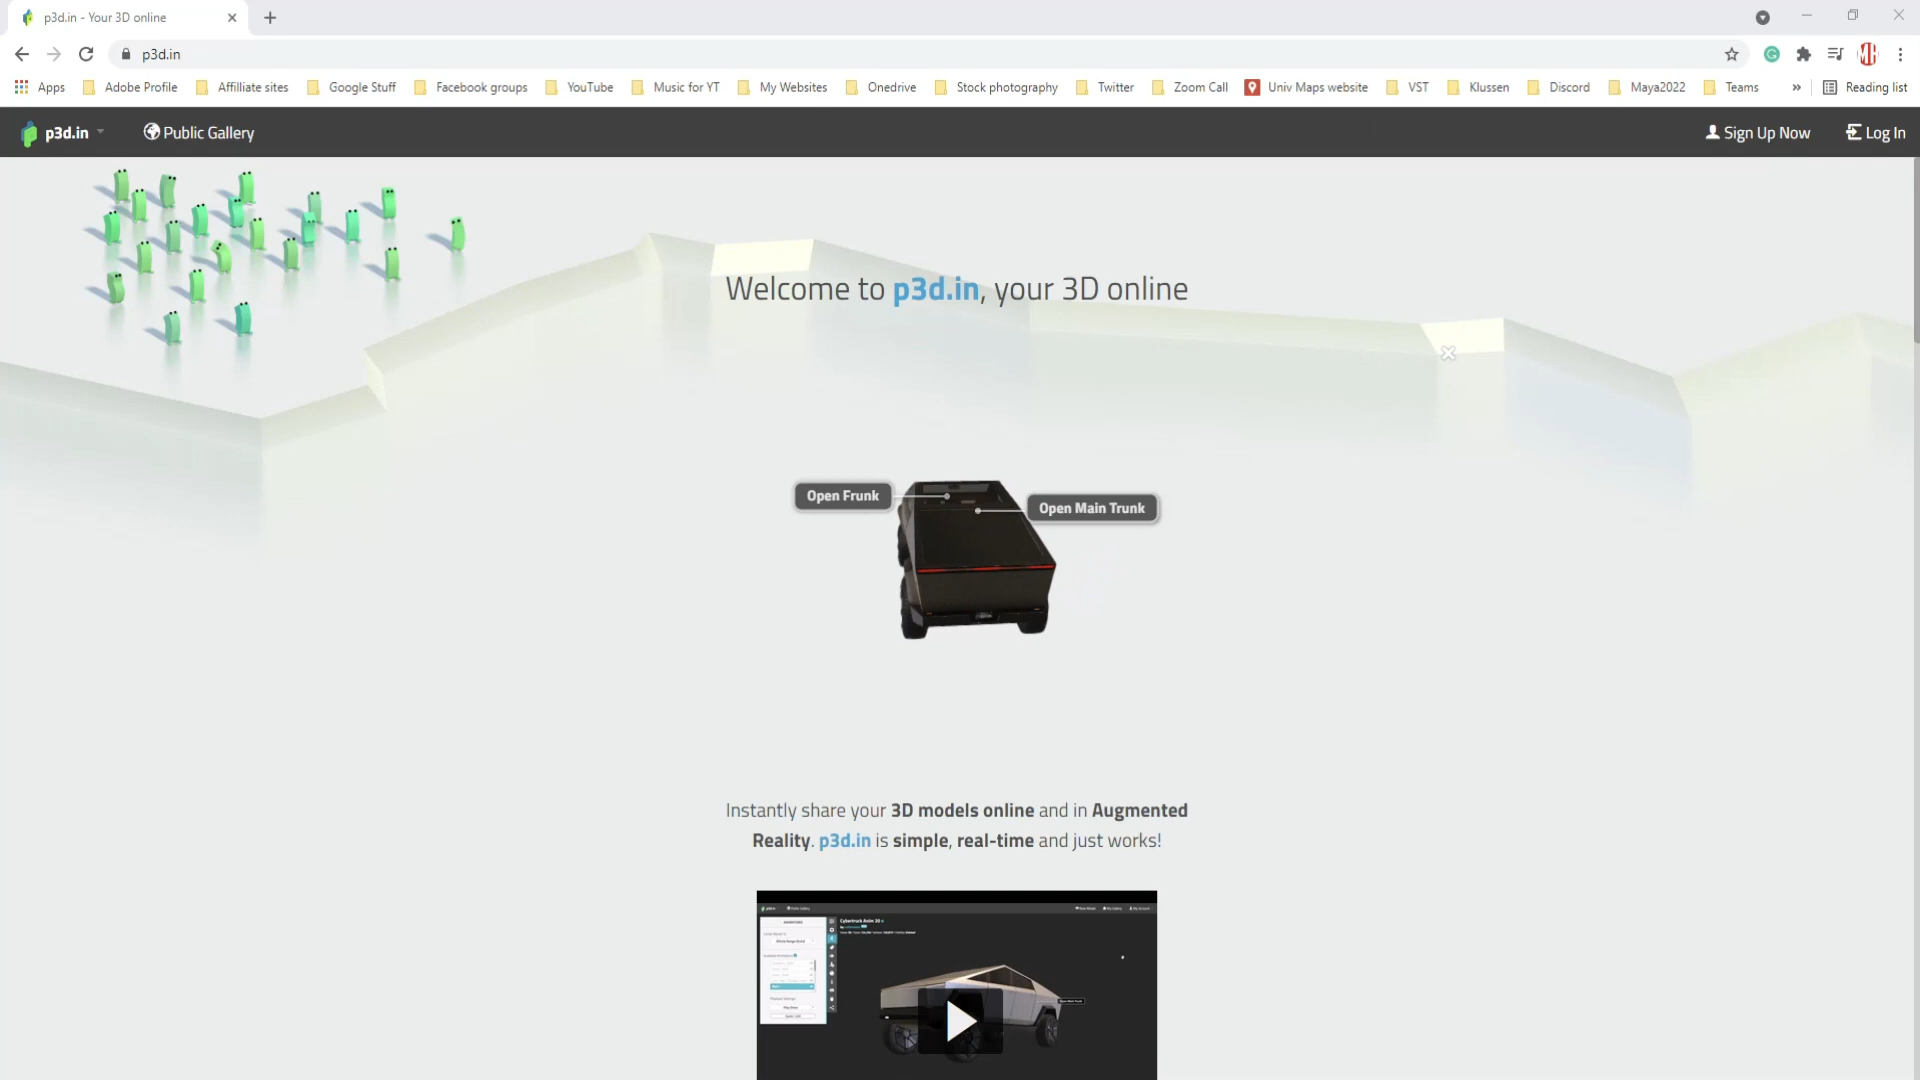 p3d.in - Your 3D online
p3d.in
Apps Adobe Profile Affilliate sites Google Stuff Facebook groups YouTube Music for YT My Websites Onedrive Stock photography Twitter Zoom Call Univ Maps website VST Klussen Discord Maya2022 Teams » Reading list
p3d.in Public Gallery Sign Up Now Log In
Welcome to p3d.in, your 3D online
Open Frunk
Open Main Trunk
Instantly share your 3D models online and in Augmented
Reality. p3d.in is simple, real-time and just works!
Cybertruck Anim 20